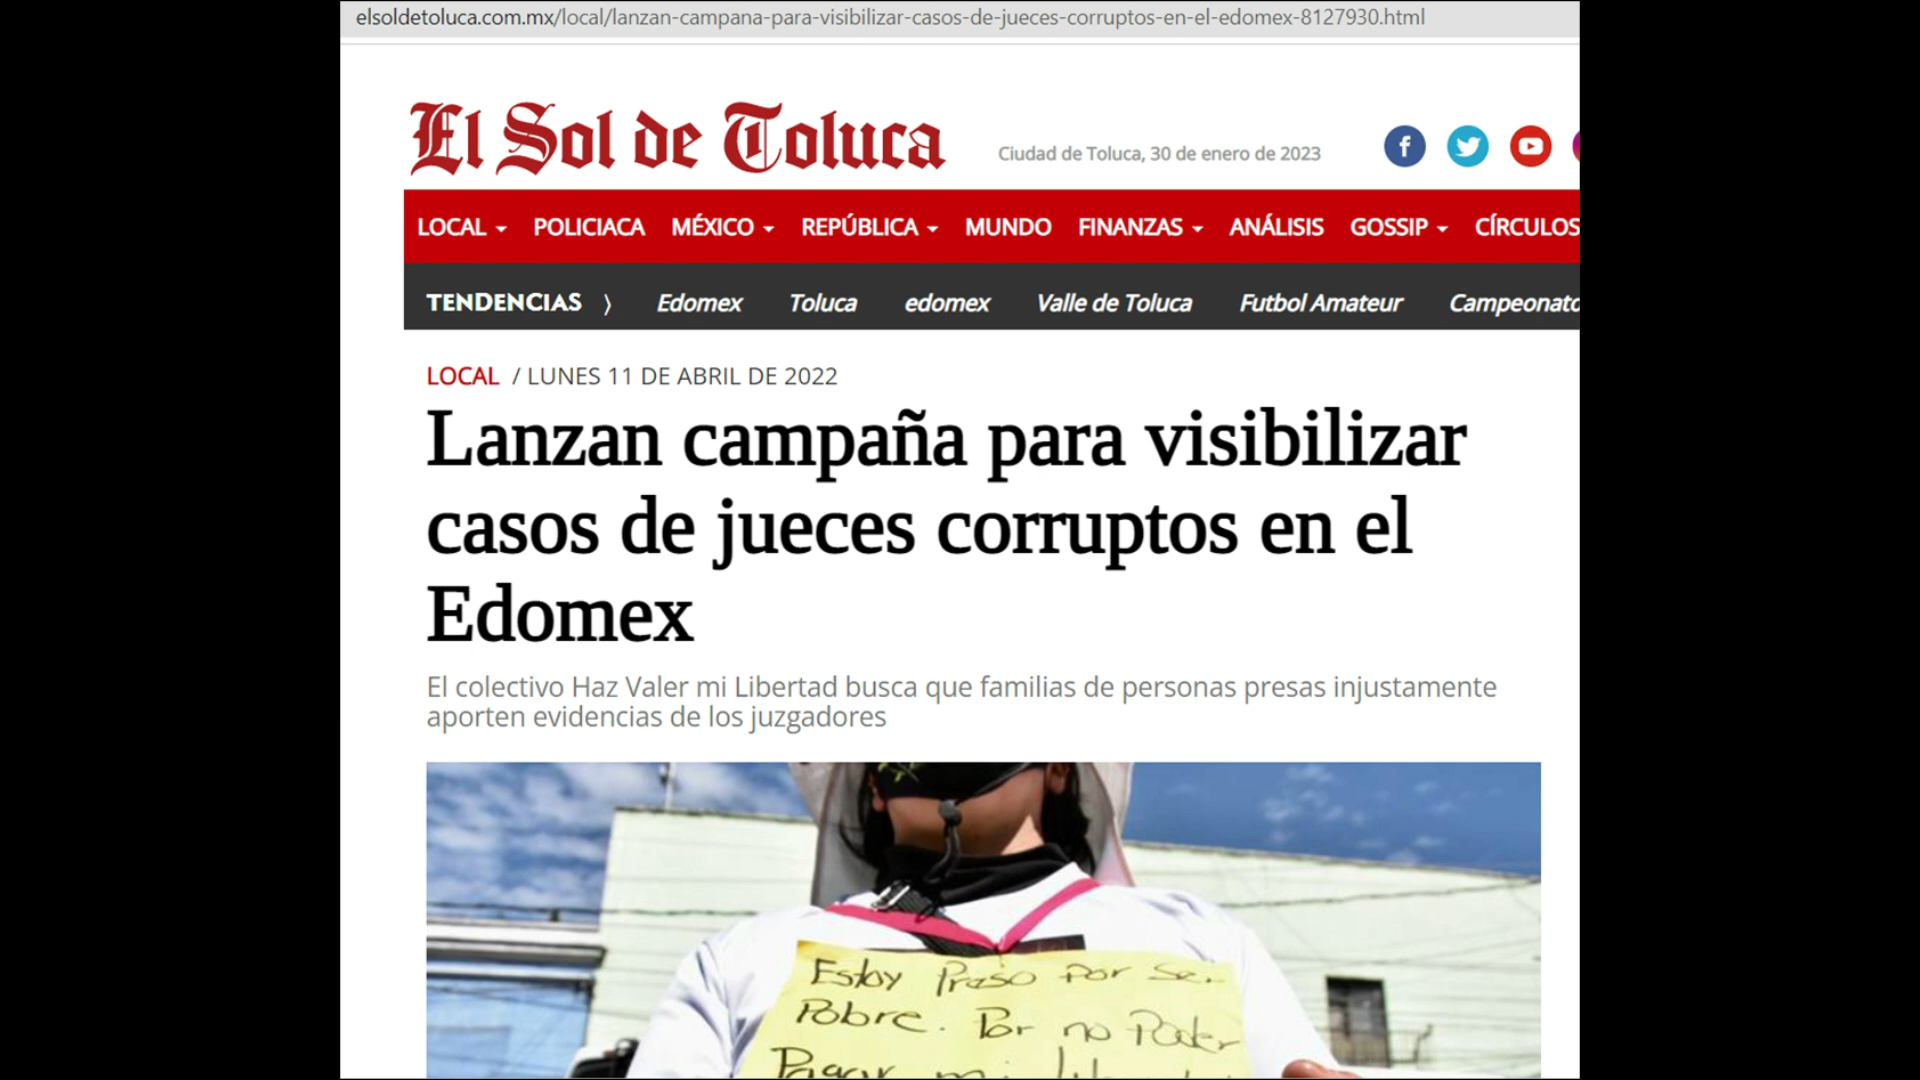 elsoldetoluca.com.mx/local/lanzan-campana-para-visibilizar-casos-de-jueces-corruptos-en-el-edomex-8127930.html
El Sol de Toluca
Ciudad de Toluca, 30 de enero de 2023
LOCAL POLICIACA MÉXICO REPÚBLICA MUNDO FINANZAS ANÁLISIS GOSSIP CÍRCULOS
TENDENCIAS Edomex Toluca edomex Valle de Toluca Futbol Amateur Campeonato
LOCAL / LUNES 11 DE ABRIL DE 2022
Lanzan campaña para visibilizar
casos de jueces corruptos en el
Edomex
El colectivo Haz Valer mi Libertad busca que familias de personas presas injustamente
aporten evidencias de los juzgadores
Estoy Preso Por Ser
Pobre. Por no Poder
Pagar mi